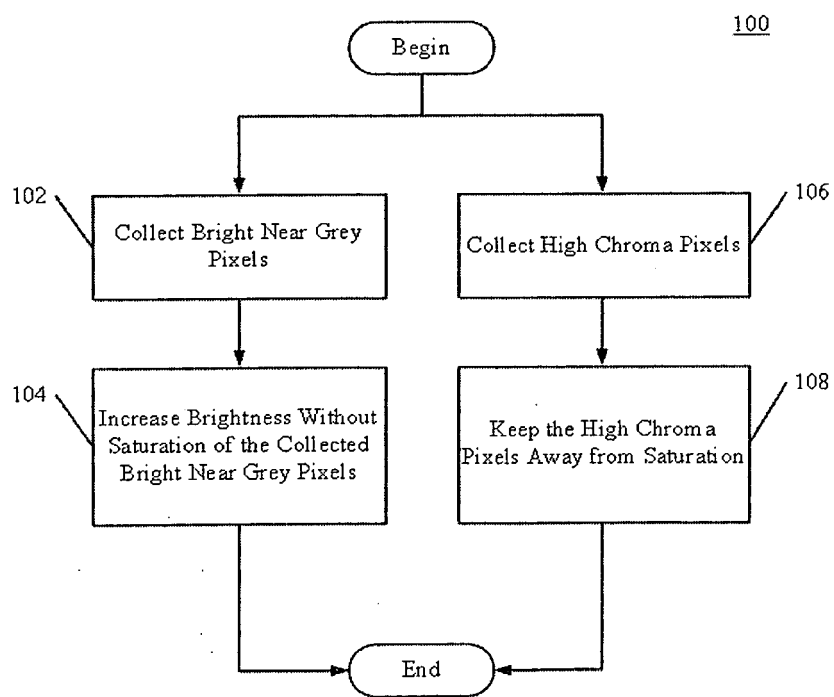 100
Begin
102
Collect Bright Near Grey
Pixels
106
Collect High Chroma Pixels
104
Increase Brightness Without
Saturation of the Collected
Bright Near Grey Pixels
108
Keep the High Chroma
Pixels Away from Saturation
End